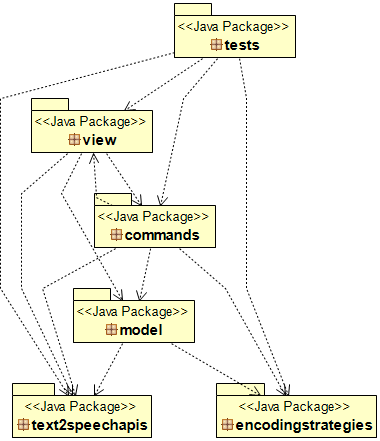 <<Java Package>>
tests
<<Java Package>>
view
<<Java Package>>
commands
<<Java Package>>
model
<<Java Package>>
text2speechapis
<<Java Package>>
encodingstrategies